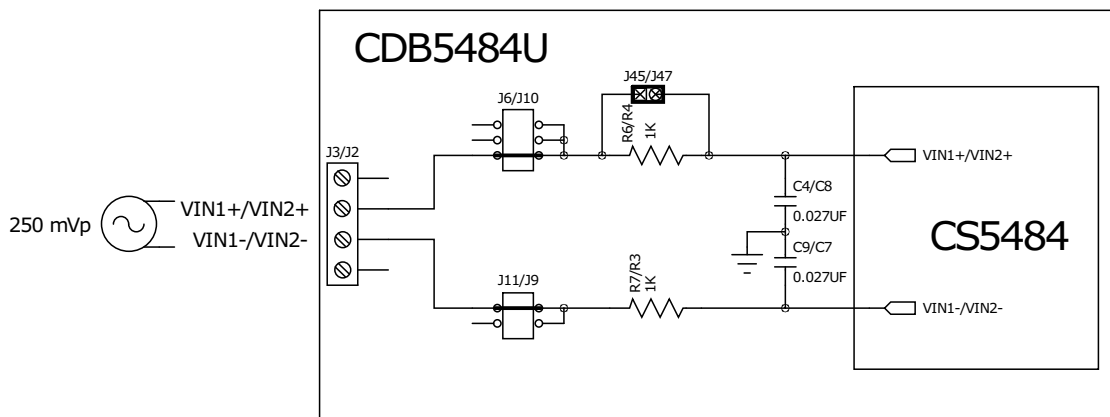 CDB5484U
J45/J47
J6/J10
R6/R4
1K
J3/J2
VIN1+/VIN2+
C4/C8
0.027UF
250 mVp
VIN1+/VIN2+
VIN1-/VIN2-
CS5484
C9/C7
0.027UF
J11/J9
R7/R3
1K
VIN1-/VIN2-